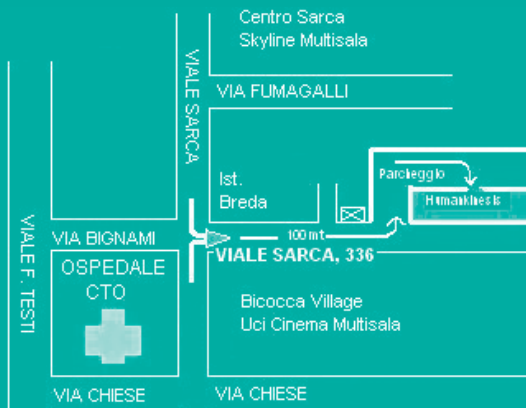 Centro Sarca
Skyline Multisala
VIALE SARCA
VIA FUMAGALLI
Ist.
Breda
Parcheggio
Humankhesis
100 mt
VIALE SARCA, 336
VIA BIGNAMI
OSPEDALE
CTO
VIALE F. TESTI
Bicocca Village
Uci Cinema Multisala
VIA CHIESE
VIA CHIESE